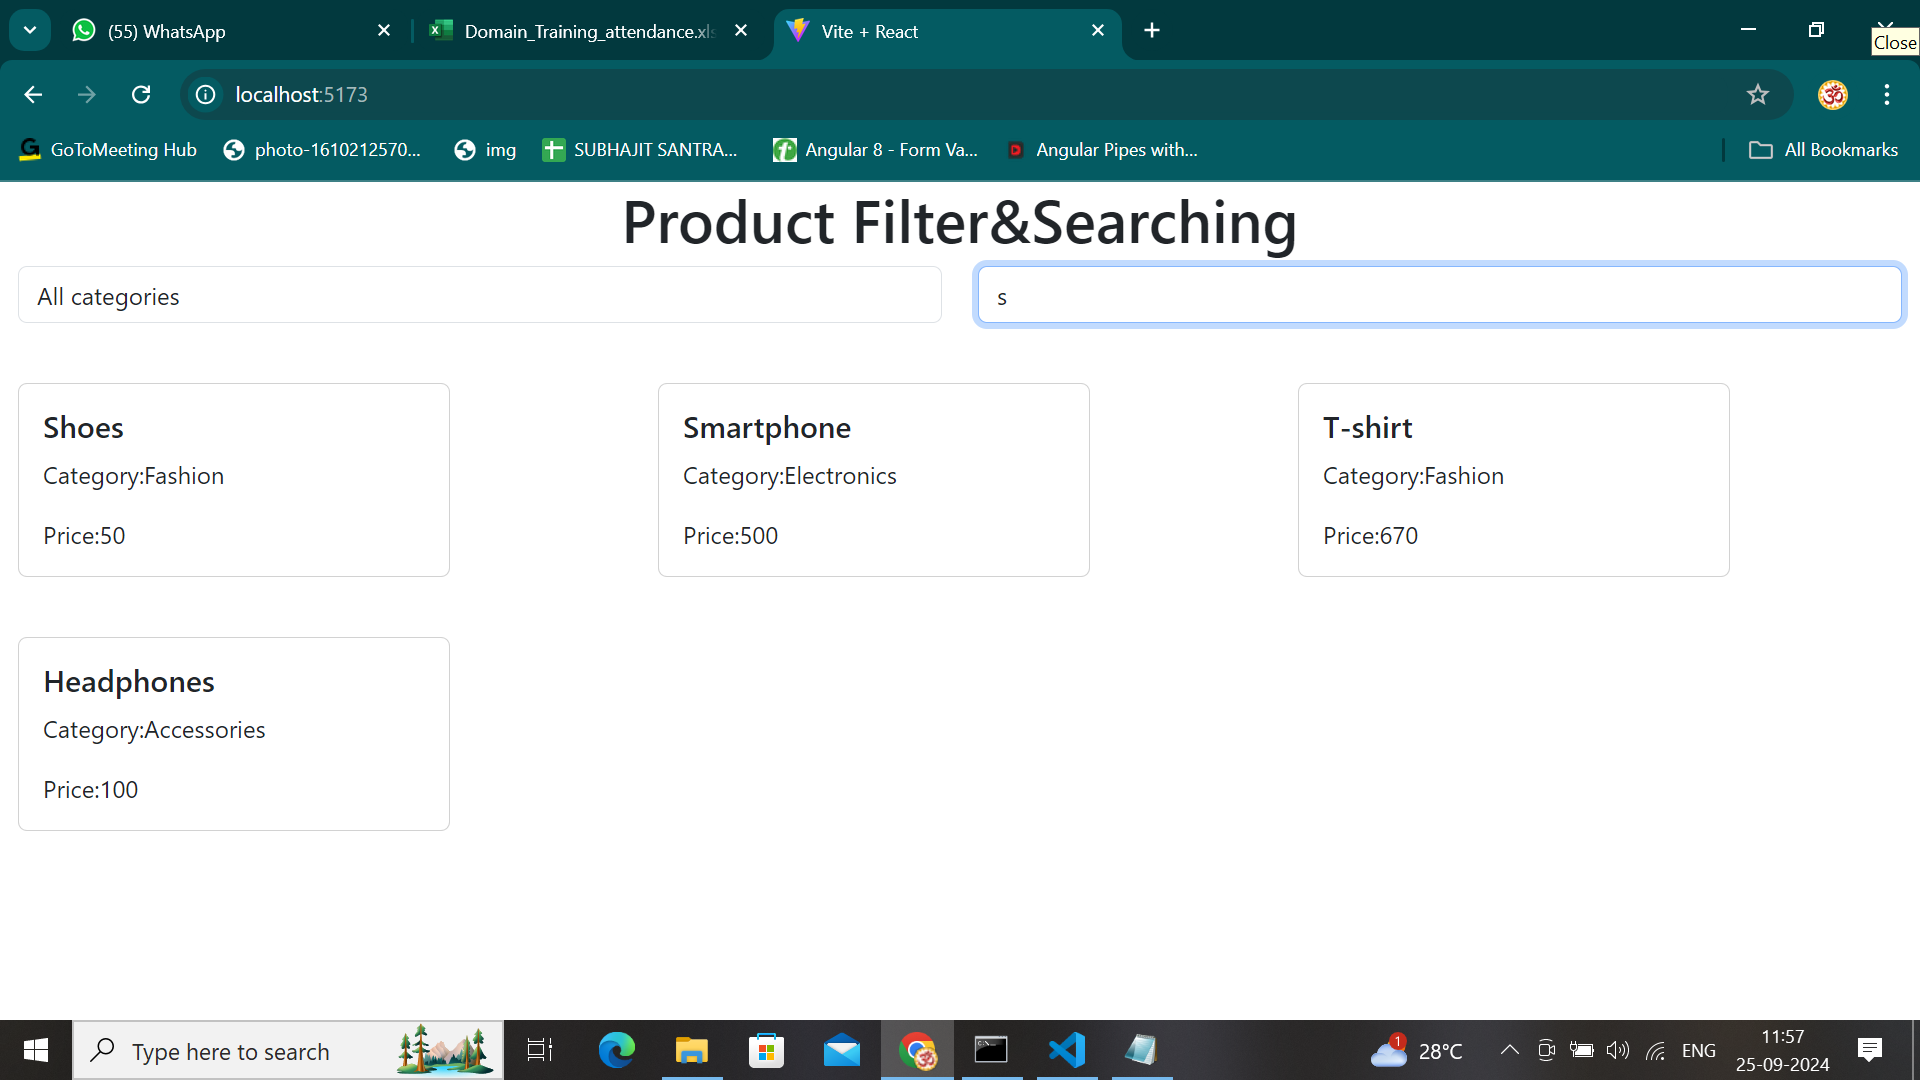 (55) WhatsApp
Domain_Training_attendance.xls
Vite + React
Close
localhost:5173
GoToMeeting Hub
photo-1610212570...
img
SUBHAJIT SANTRA...
Angular 8 - Form Va...
Angular Pipes with...
All Bookmarks
Product Filter&Searching
All categories
s
Shoes
Category:Fashion
Price:50
Smartphone
Category:Electronics
Price:500
T-shirt
Category:Fashion
Price:670
Headphones
Category:Accessories
Price:100
Type here to search
1
28°C
ENG
11:57
25-09-2024